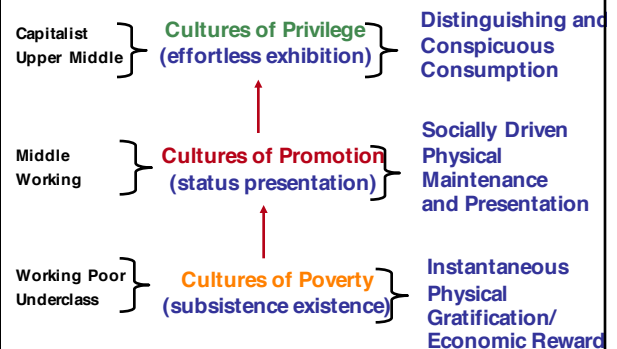 Capitalist
Upper Middle
Cultures of Privilege
(effortless exhibition)
Distinguishing and
Conspicuous
Consumption
Middle
Working
Cultures of Promotion
(status presentation)
Socially Driven
Physical
Maintenance
and Presentation
Working Poor
Underclass
Cultures of Poverty
(subsistence existence)
Instantaneous
Physical
Gratification/
Economic Reward